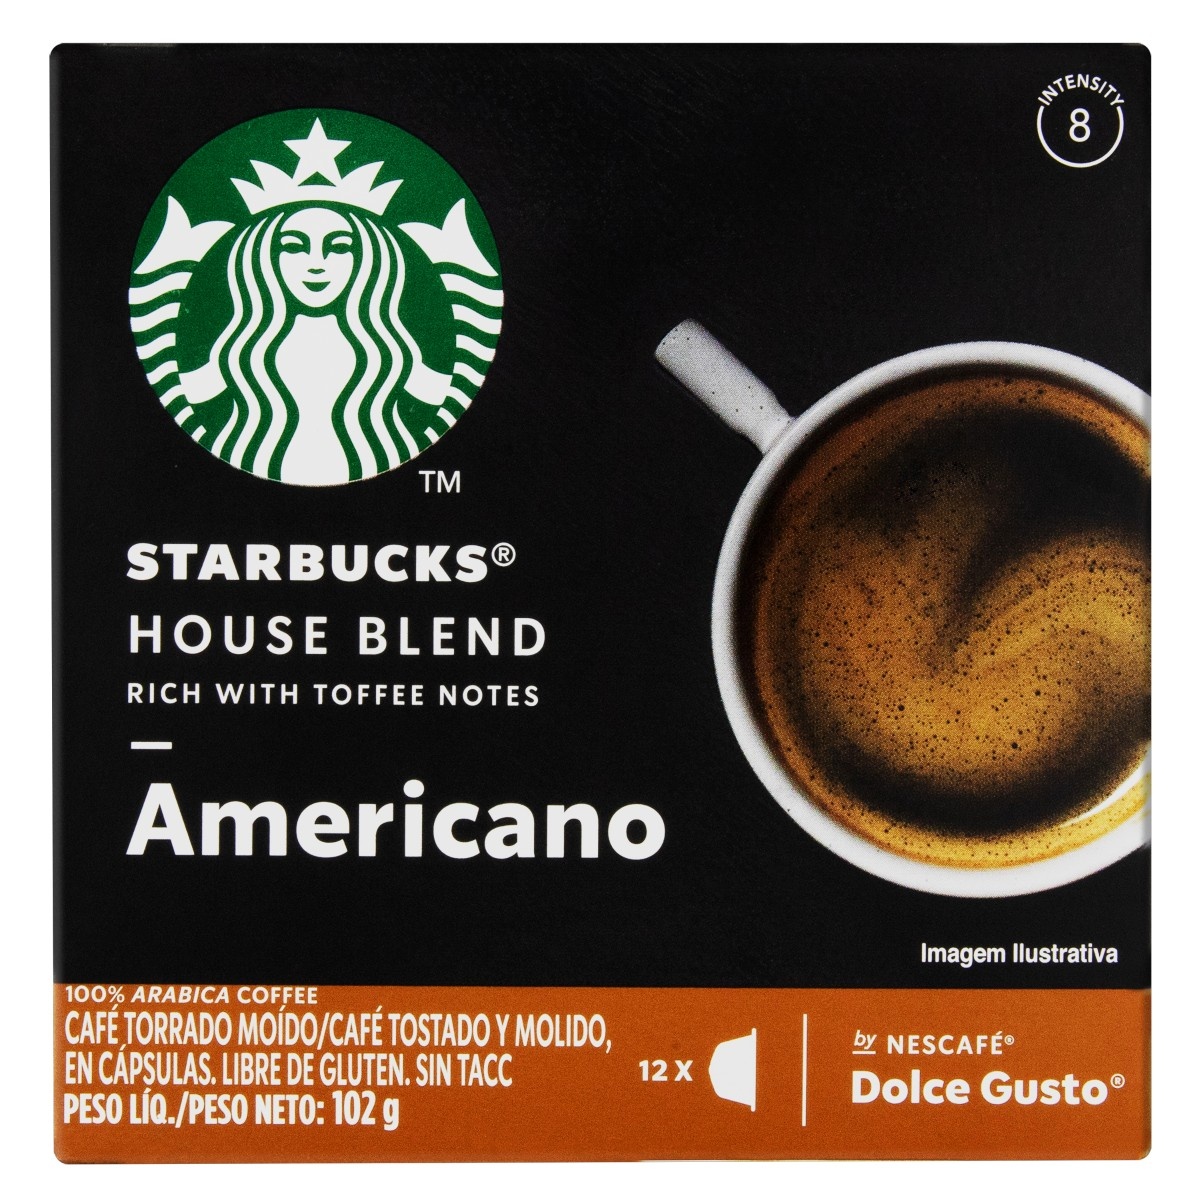 INTENSITY
8
TM
STARBUCKS®
HOUSE BLEND
RICH WITH TOFFEE NOTES
Americano
Imagem Ilustrativa
100% ARABICA COFFEE
CAFÉ TORRADO MOÍDO/CAFÉ TOSTADO Y MOLIDO,
EN CÁPSULAS. LIBRE DE GLUTEN. SIN TACC
PESO LÍQ./PESO NETO: 102 g
12 X
by NESCAFÉ®
Dolce Gusto®